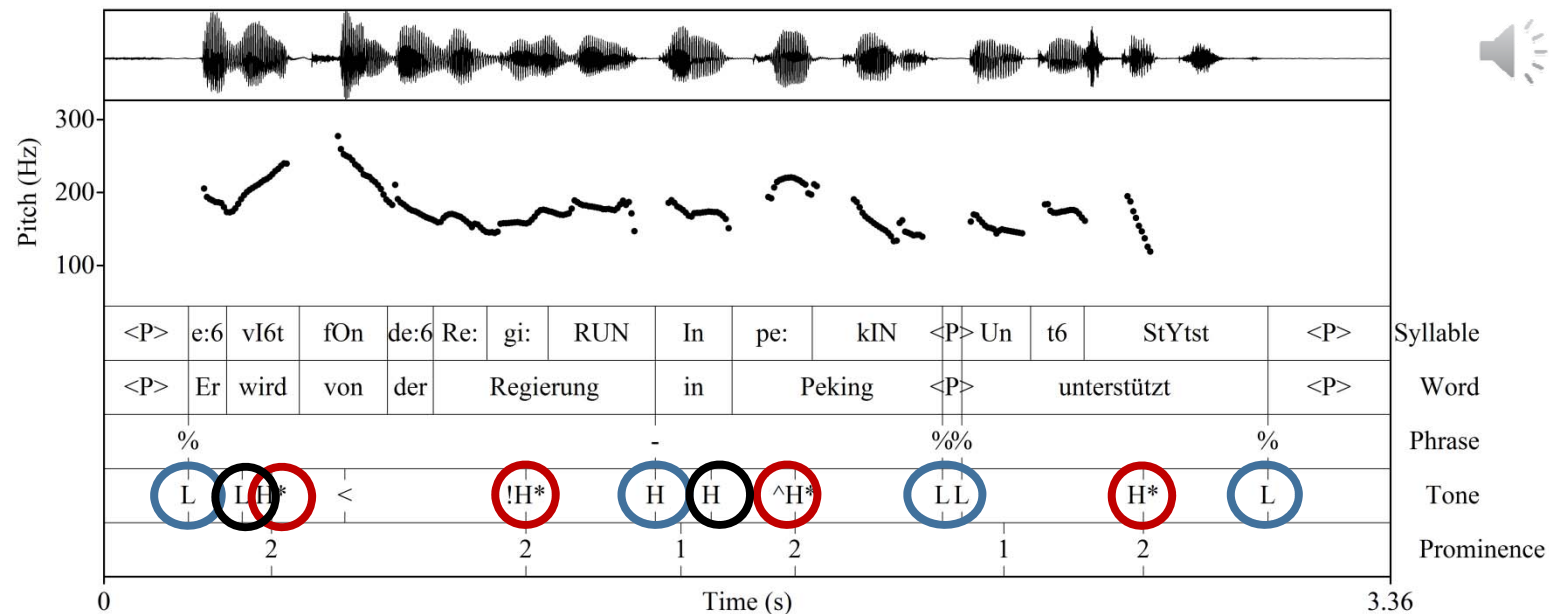 300
200
100
Pitch (Hz)
<P> e:6 vI6t fOn de:6 Re: gi: RUN In pe: kIN <P> Un t6 StYtst <P> Syllable
<P> Er wird von der Regierung in Peking <P> unterstützt <P> Word
% - %% % Phrase
L L H* < !H* H H ^H* L L H* L Tone
2 2 1 2 1 2 Prominence
0 Time (s) 3.36